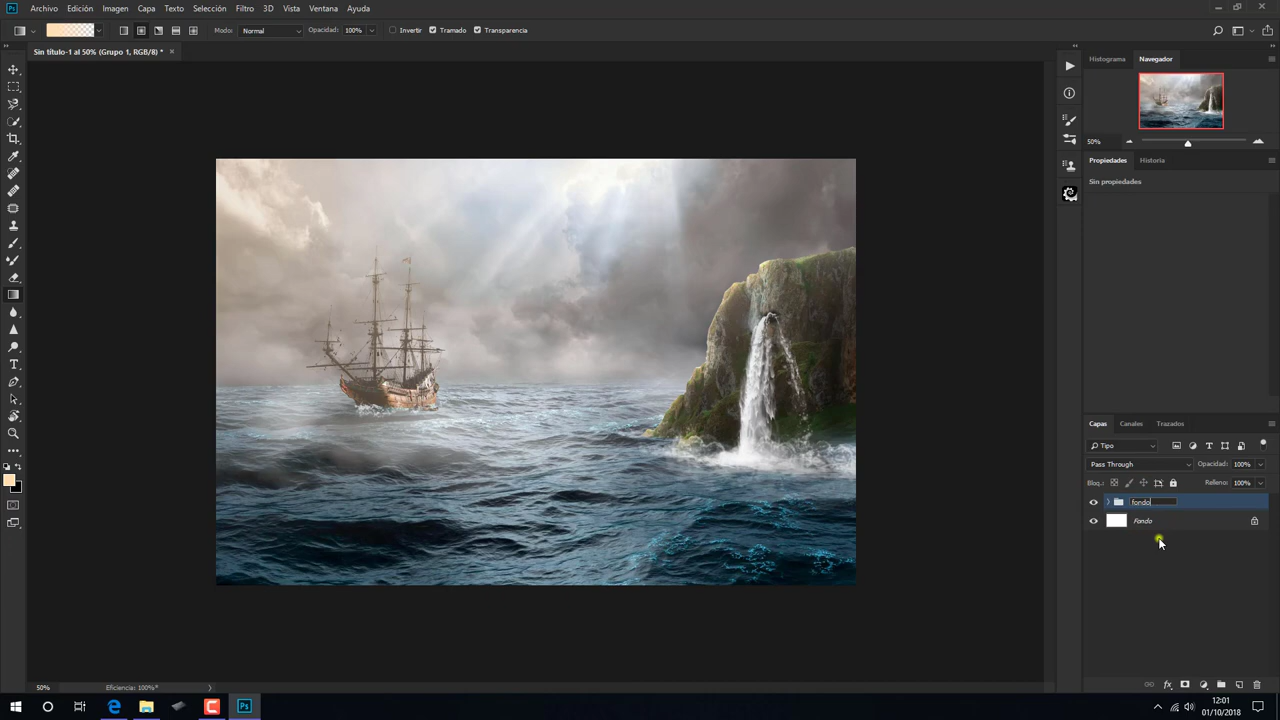 Ps Archivo Edición Imagen Capa Texto Selección Filtro 3D Vista Ventana Ayuda
Modo: Normal Opacidad: 100% Invertir Tramado Transparencia
Sin título-1 al 50% (Grupo 1, RGB/8) * ×
Histograma Navegador
50%
Propiedades Historia
Sin propiedades
Capas Canales Trazados
Tipo
Pass Through Opacidad: 100%
Bloq.: Relleno: 100%
fondo
Fondo
50% Eficiencia: 100%*
Ps
12:01
01/10/2018